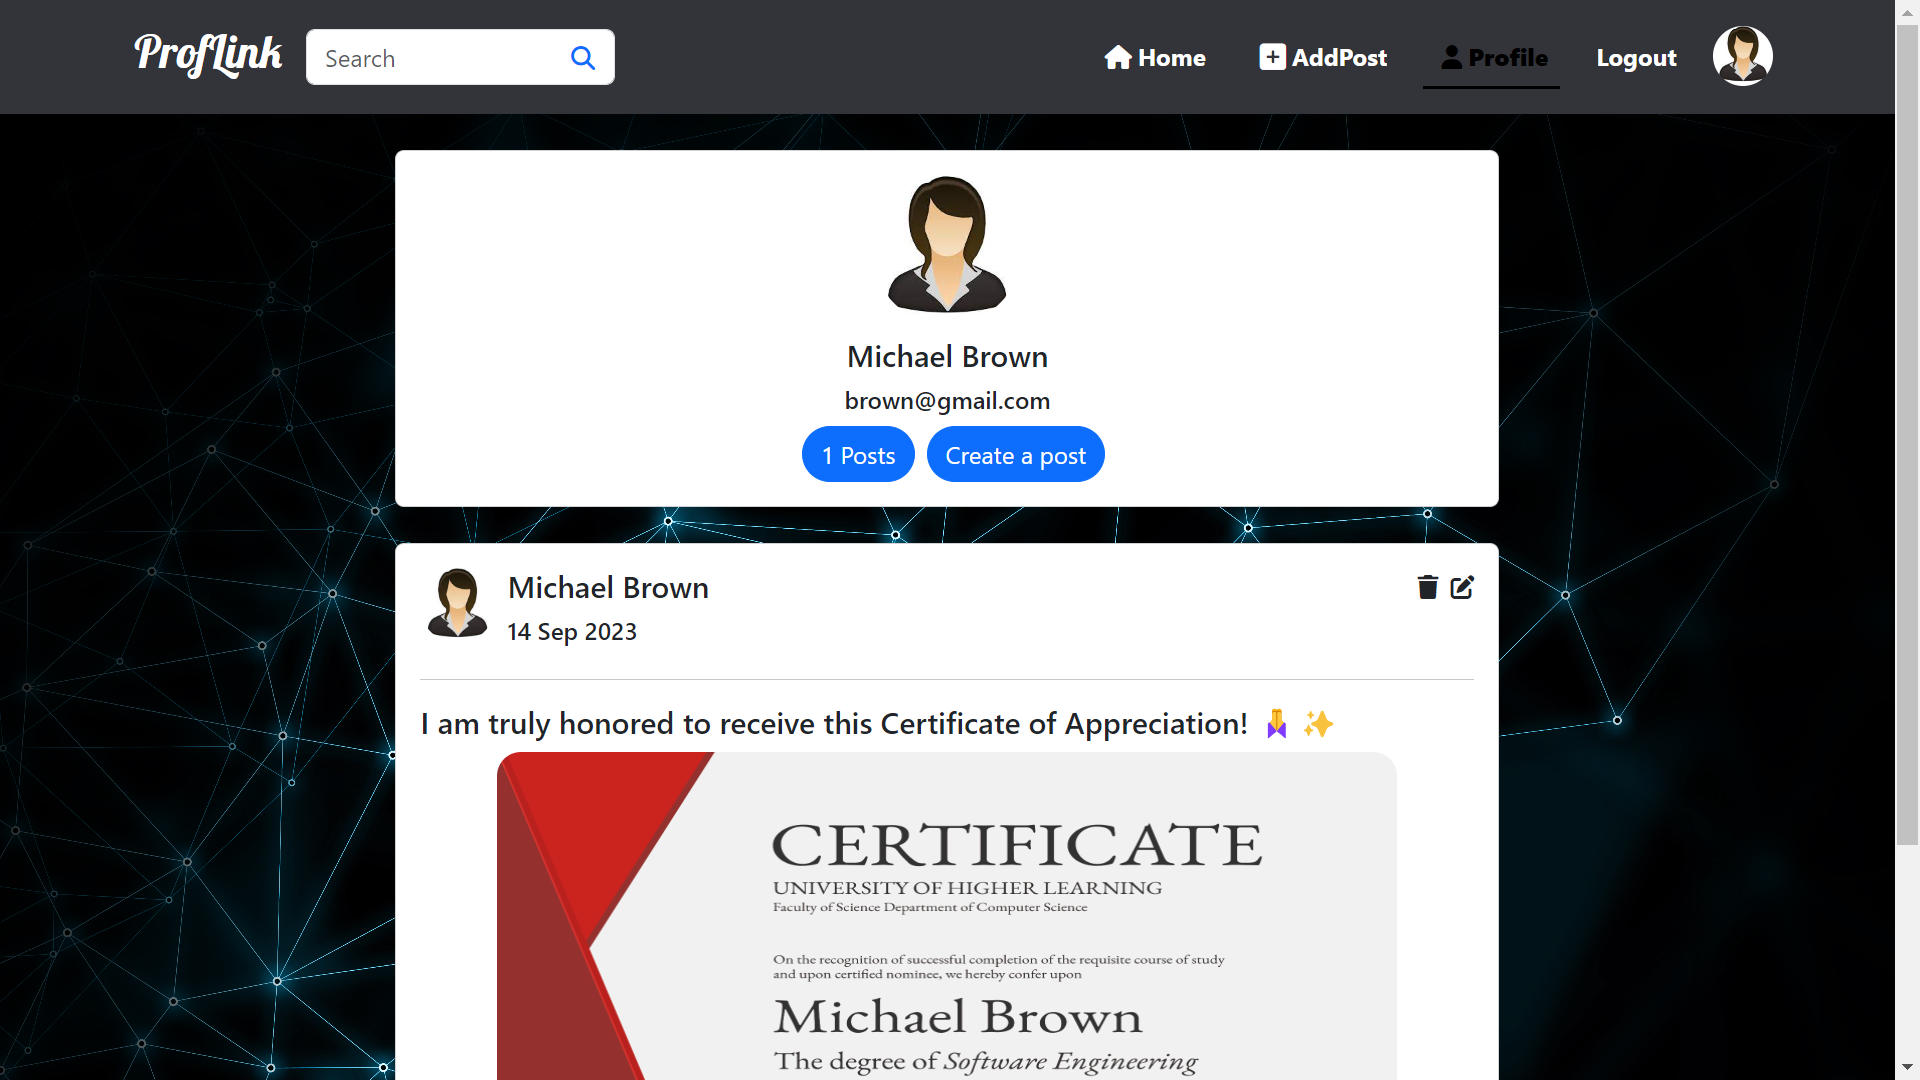 ProfLink
Search
Home
AddPost
Profile
Logout
Michael Brown
brown@gmail.com
1 Posts
Create a post
Michael Brown
14 Sep 2023
I am truly honored to receive this Certificate of Appreciation! 🙏 ✨
CERTIFICATE
UNIVERSITY OF HIGHER LEARNING
Faculty of Science Department of Computer Science
On the recognition of successful completion of the requisite course of study
and upon certified nominee, we hereby confer upon
Michael Brown
The degree of Software Engineering